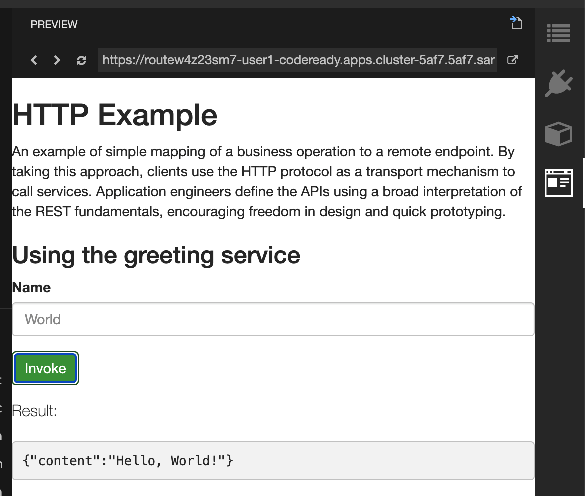 PREVIEW
https://routew4z23sm7-user1-codeready.apps.cluster-5af7.5af7.sar
HTTP Example
An example of simple mapping of a business operation to a remote endpoint. By
taking this approach, clients use the HTTP protocol as a transport mechanism to
call services. Application engineers define the APIs using a broad interpretation of
the REST fundamentals, encouraging freedom in design and quick prototyping.
Using the greeting service
Name
World
Invoke
Result:
{"content":"Hello, World!"}